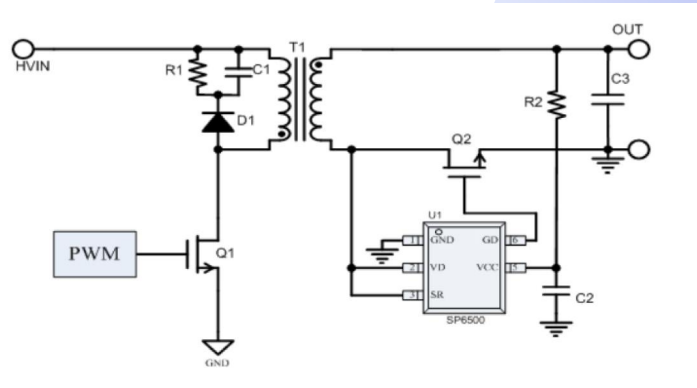 OUT
T1
HVIN
R1
C1
C3
R2
D1
Q2
U1
1
GND
GD
6
PWM
Q1
2
VD
VCC
5
3
SR
C2
SP6500
GND